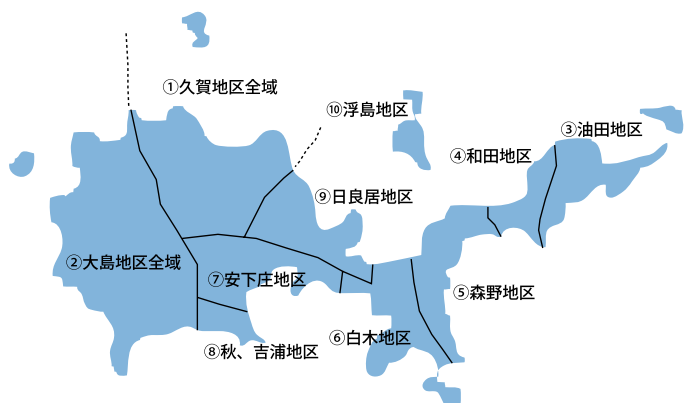 ①久賀地区全域
⑩浮島地区
③油田地区
④和田地区
⑨日良居地区
②大島地区全域
⑦安下庄地区
⑤森野地区
⑥白木地区
⑧秋、吉浦地区